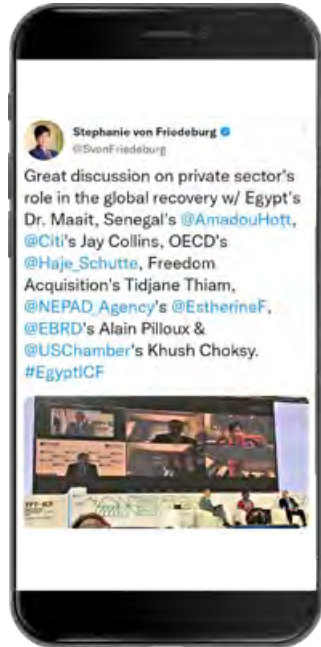 Stephanie von Friedeburg
@SvonFriedeburg
Great discussion on private sector's
role in the global recovery w/ Egypt's
Dr. Maait, Senegal's @AmadouHott,
@Citi's Jay Collins, OECD's
@Haje_Schutte, Freedom
Acquisition's Tidjane Thiam,
@NEPAD_Agency's @EstherineF,
@EBRD's Alain Pilloux &
@USChamber's Khush Choksy.
#EgyptICF